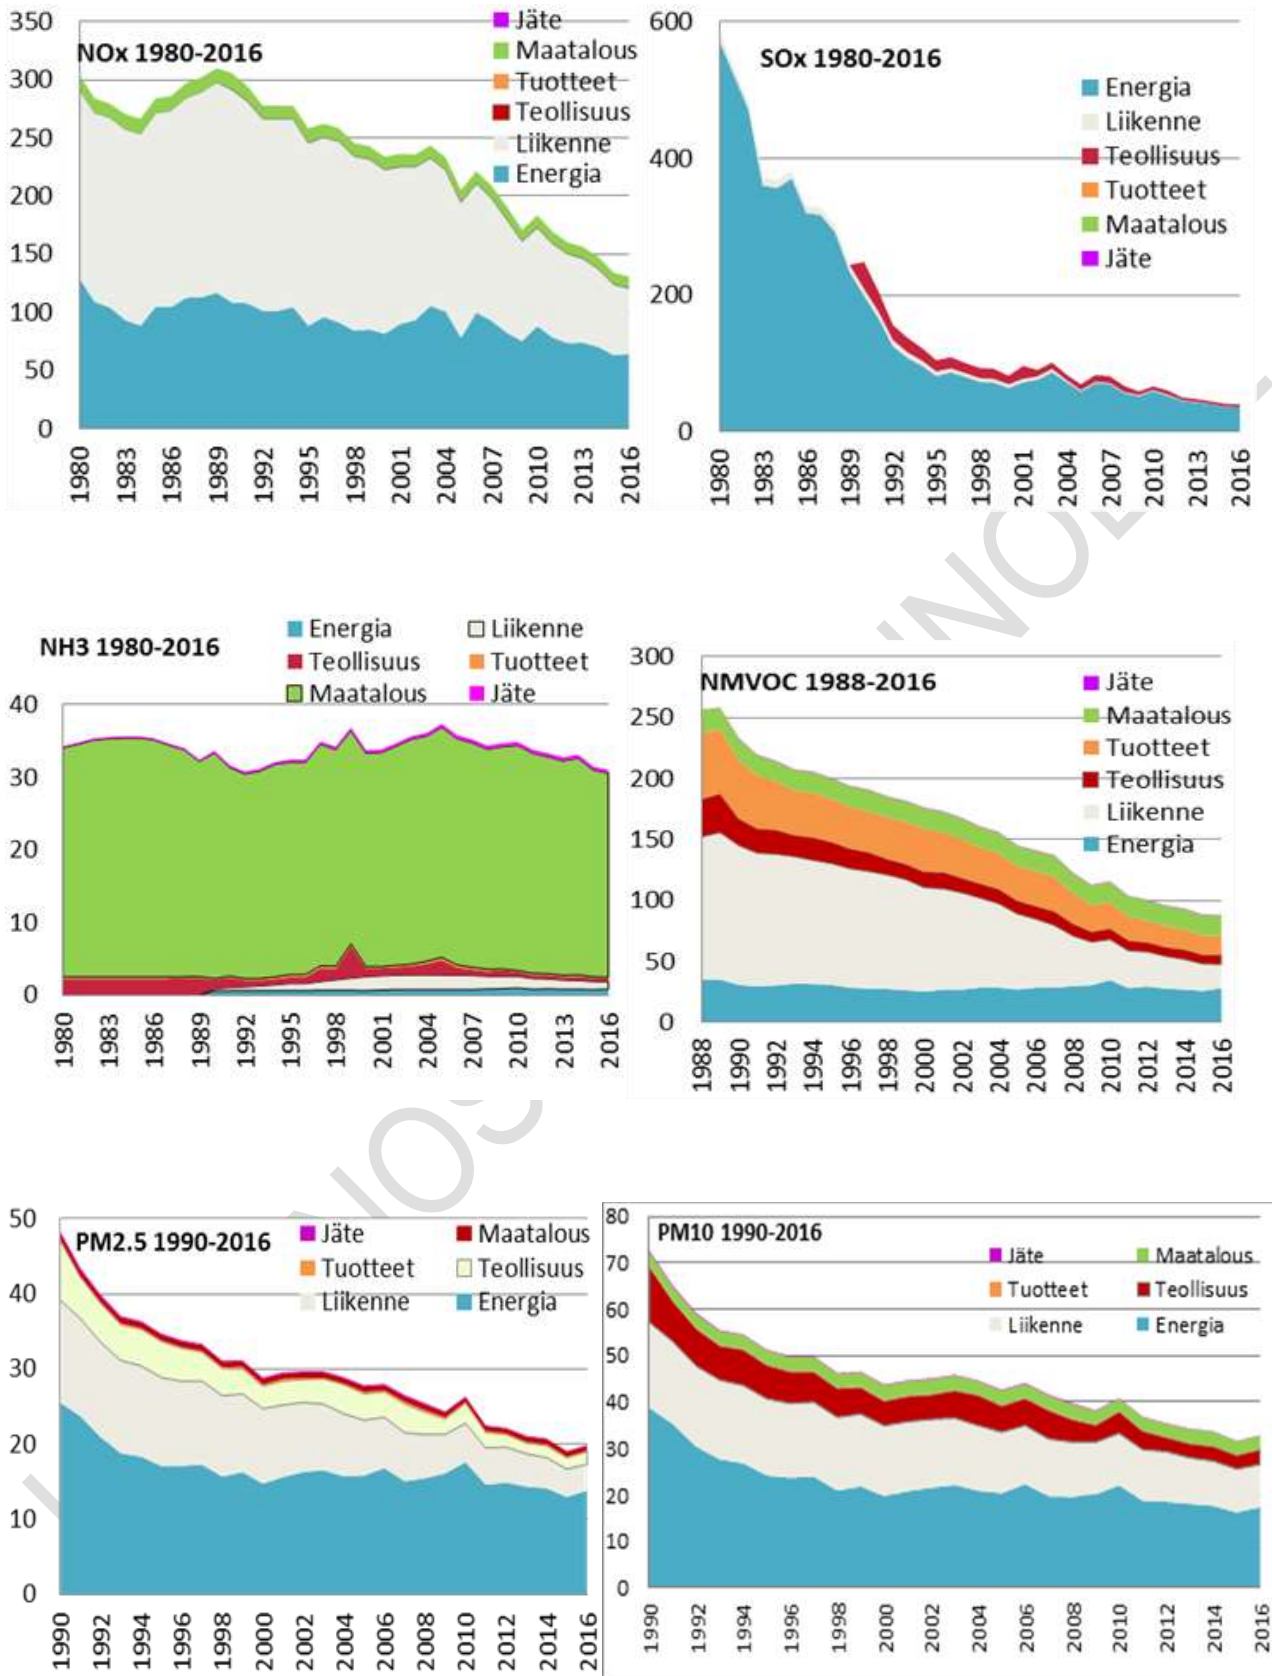 NOx 1980-2016
Jäte
Maatalous
Tuotteet
Teollisuus
Liikenne
Energia
350
300
250
200
150
100
50
0
1980 1983 1986 1989 1992 1995 1998 2001 2004 2007 2010 2013 2016
SOx 1980-2016
Energia
Liikenne
Teollisuus
Tuotteet
Maatalous
Jäte
600
400
200
0
1980 1983 1986 1989 1992 1995 1998 2001 2004 2007 2010 2013 2016
NH3 1980-2016
Energia Liikenne
Teollisuus Tuotteet
Maatalous Jäte
40
30
20
10
0
1980 1983 1986 1989 1992 1995 1998 2001 2004 2007 2010 2013 2016
NMVOC 1988-2016
Jäte
Maatalous
Tuotteet
Teollisuus
Liikenne
Energia
300
250
200
150
100
50
0
1988 1990 1992 1994 1996 1998 2000 2002 2004 2006 2008 2010 2012 2014 2016
PM2.5 1990-2016
Jäte Maatalous
Tuotteet Teollisuus
Liikenne Energia
50
40
30
20
10
0
1990 1992 1994 1996 1998 2000 2002 2004 2006 2008 2010 2012 2014 2016
PM10 1990-2016
Jäte Maatalous
Tuotteet Teollisuus
Liikenne Energia
80
70
60
50
40
30
20
10
0
1990 1992 1994 1996 1998 2000 2002 2004 2006 2008 2010 2012 2014 2016